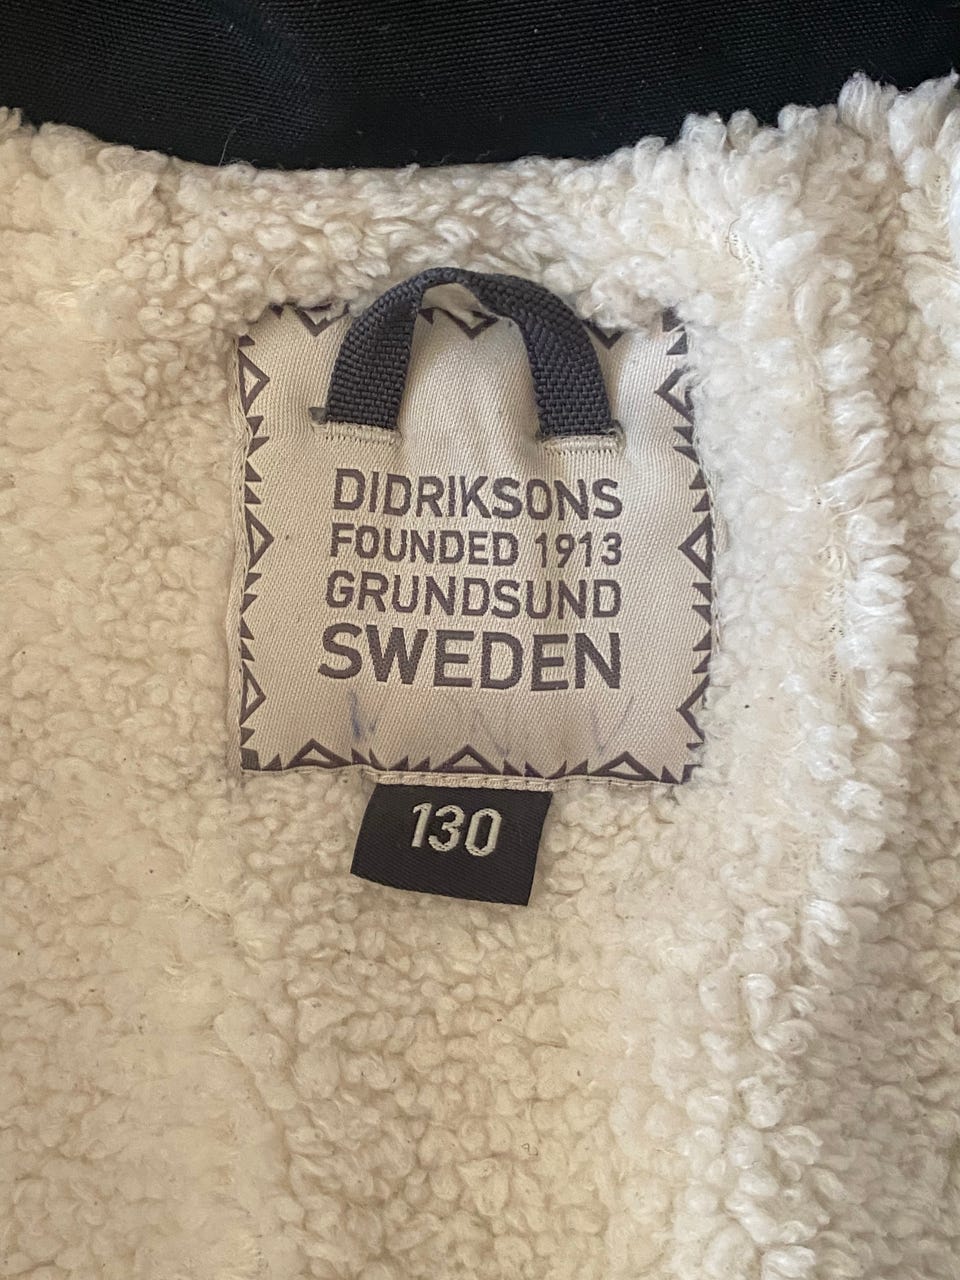 DIDRIKSONS
FOUNDED 1913
GRUNDSUND
SWEDEN
130